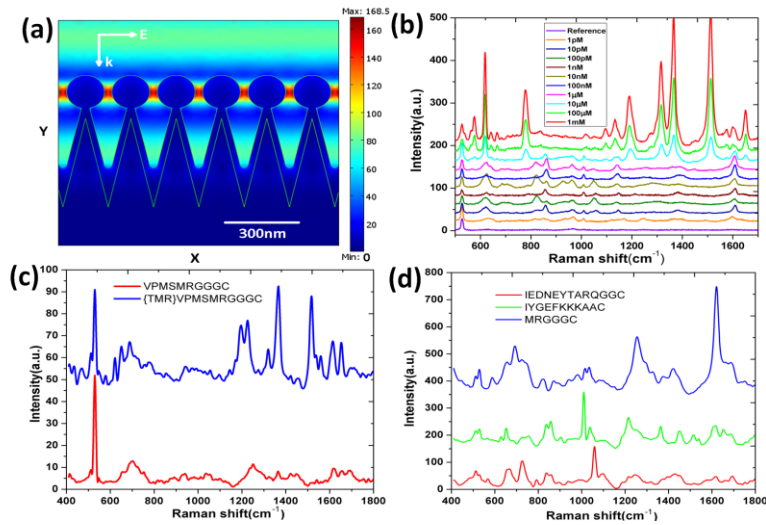 (a)
E
k
Y
X
300nm
Max: 168.5
160
140
120
100
80
60
40
20
0
Min: 0
(b)
Intensity(a.u.)
500
400
300
200
100
0
Reference
1pM
10pM
100pM
1nM
10nM
100nM
1μM
10μM
100μM
1mM
600 800 1000 1200 1400 1600
Raman shift(cm⁻¹)
(c)
Intensity(a.u.)
100
90
80
70
60
50
40
30
20
10
0
VPMSMRGGGC
{TMR}VPMSMRGGGC
400 600 800 1000 1200 1400 1600 1800
Raman shift(cm⁻¹)
(d)
Intensity(a.u.)
800
700
600
500
400
300
200
100
0
IEDNEYTARQGGC
IYGEFKKKAAC
MRGGGC
400 600 800 1000 1200 1400 1600 1800
Raman shift(cm⁻¹)